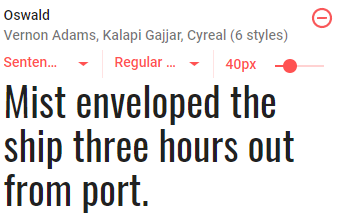 Oswald
Vernon Adams, Kalapi Gajjar, Cyreal (6 styles)
Senten... Regular ... 40px
Mist enveloped the
ship three hours out
from port.